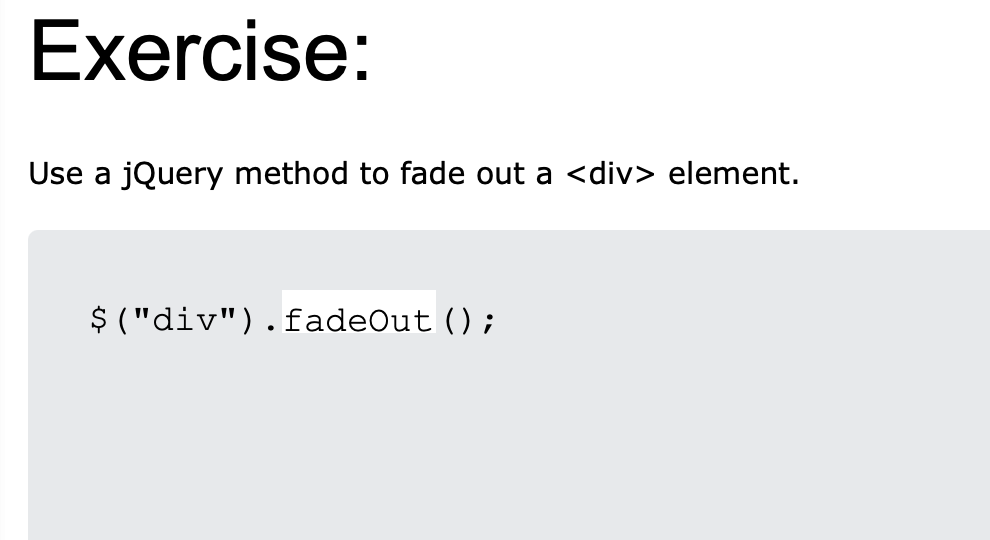 Exercise:
Use a jQuery method to fade out a <div> element.
$("div").fadeOut();